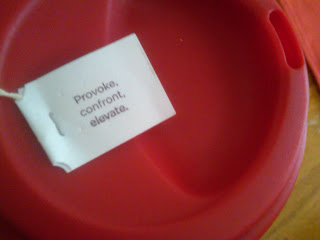 Provoke,
confront,
elevate.